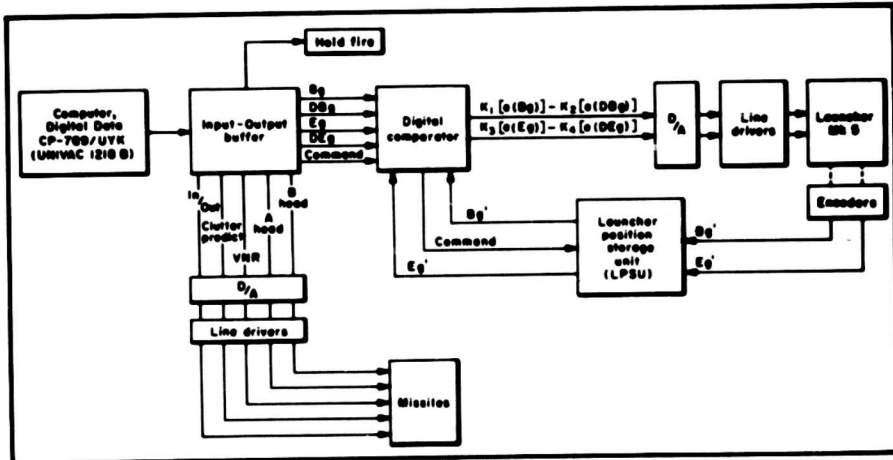 Hold fire
Computer,
Digital Data
CP-789/UYK
(UNIVAC 1218 B)
Input-Output
buffer
Bg
DBg
Eg
DEg
Command
Digital
comparator
K₁ [e(Bg)] - K₂ [e(DBg)]
K₃ [e(Eg)] - K₄ [e(DEg)]
D/A
Line
drivers
Launcher
Mk 5
Encoders
In/Out
Clutter
predict
VNR
A
head
B
head
Bg'
Command
Eg'
Launcher
position
storage
unit
(LPSU)
Bg'
Eg'
D/A
Line drivers
Missiles